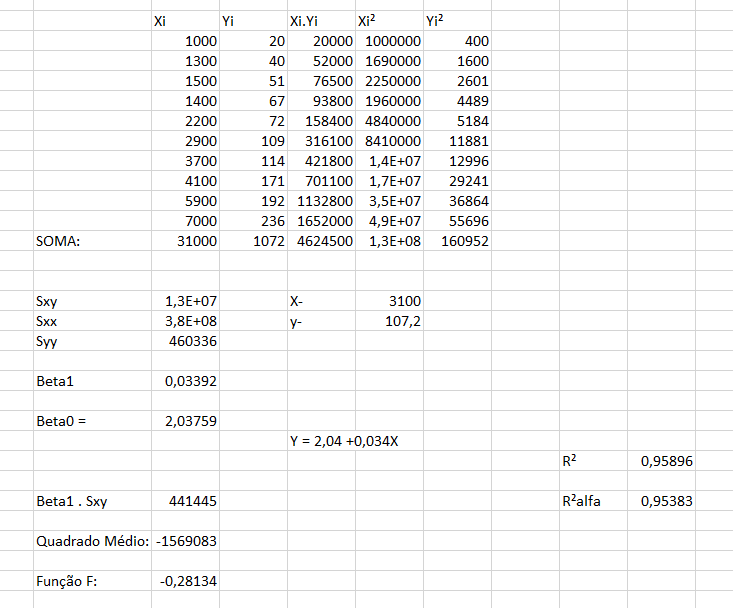 Xi Yi Xi.Yi Xi² Yi²
1000 20 20000 1000000 400
1300 40 52000 1690000 1600
1500 51 76500 2250000 2601
1400 67 93800 1960000 4489
2200 72 158400 4840000 5184
2900 109 316100 8410000 11881
3700 114 421800 1,4E+07 12996
4100 171 701100 1,7E+07 29241
5900 192 1132800 3,5E+07 36864
7000 236 1652000 4,9E+07 55696
SOMA: 31000 1072 4624500 1,3E+08 160952
Sxy 1,3E+07 X- 3100
Sxx 3,8E+08 y- 107,2
Syy 460336
Beta1 0,03392
Beta0 = 2,03759
Y = 2,04 +0,034X
R² 0,95896
Beta1 . Sxy 441445 R²alfa 0,95383
Quadrado Médio: -1569083
Função F: -0,28134